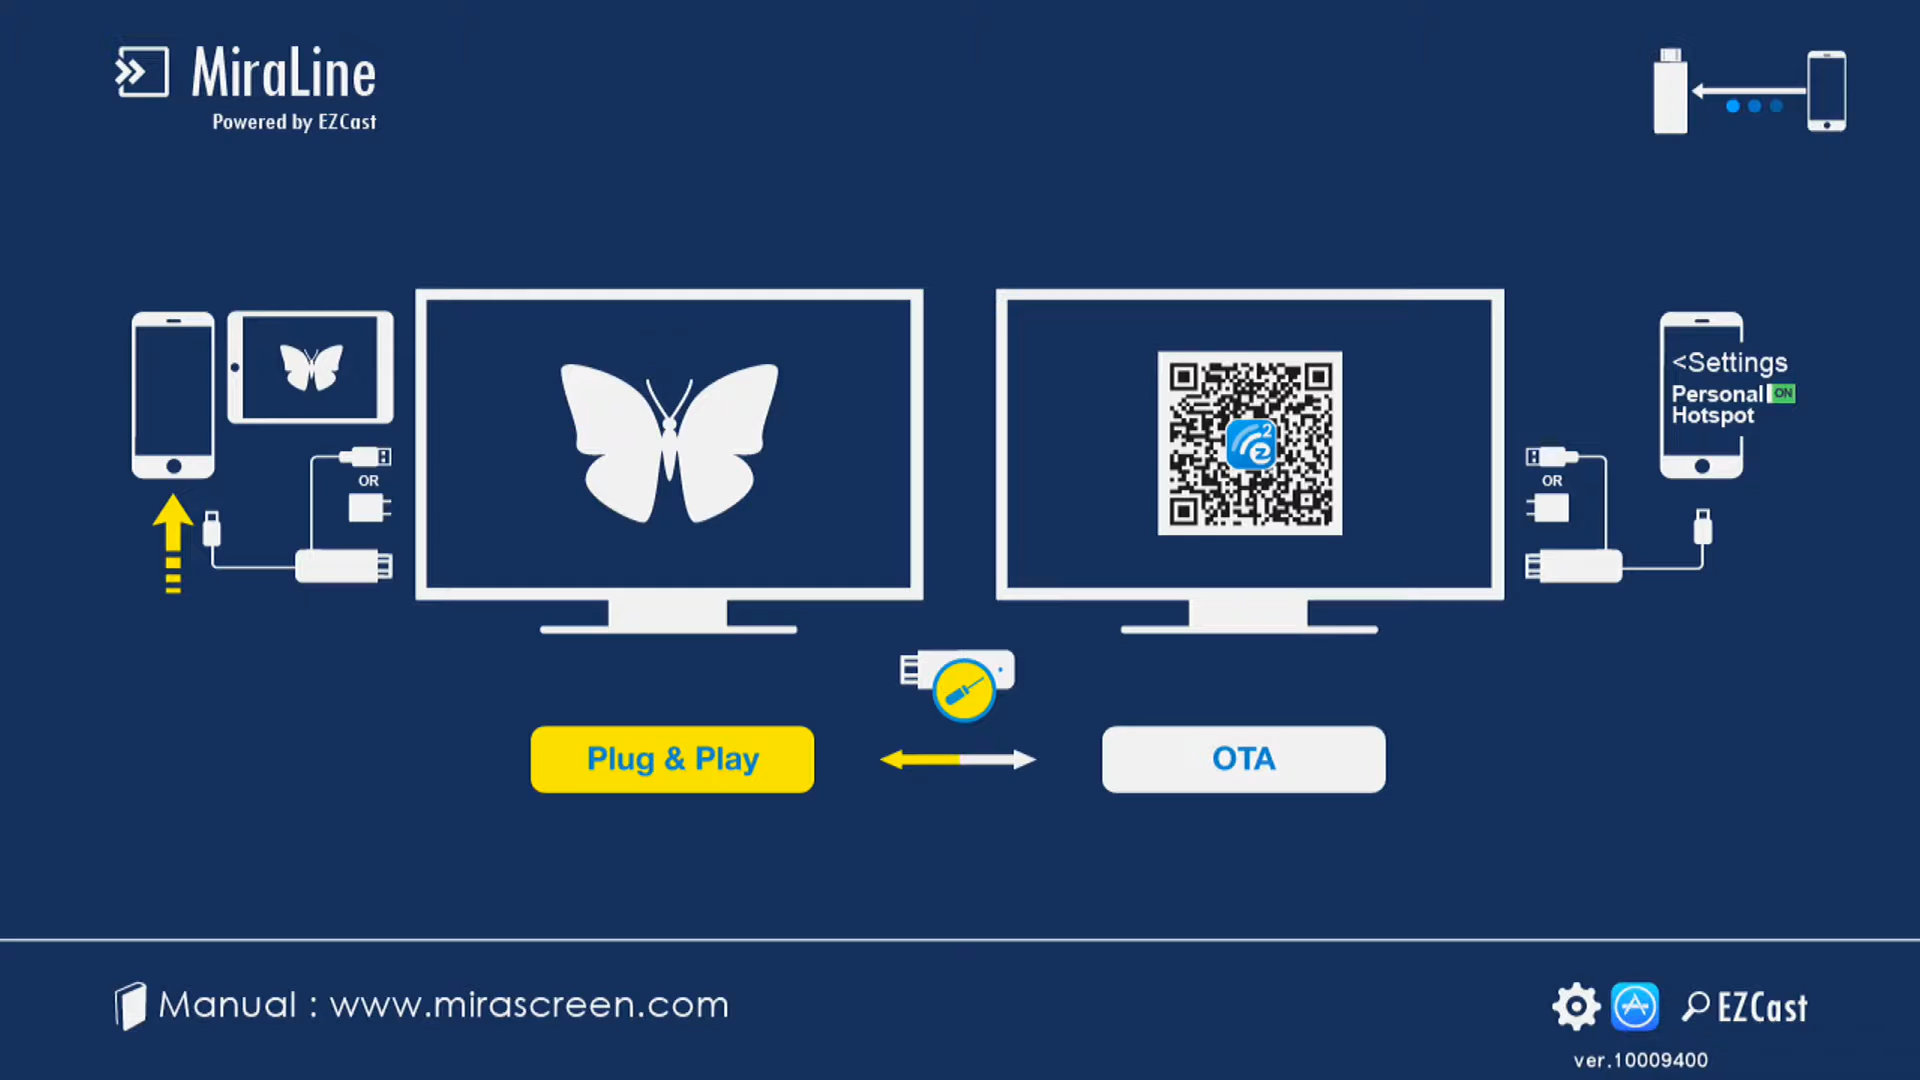 MiraLine
Powered by EZCast
<Settings
Personal ON
Hotspot
OR
OR
2
Plug & Play
OTA
Manual : www.mirascreen.com
EZCast
ver.10009400